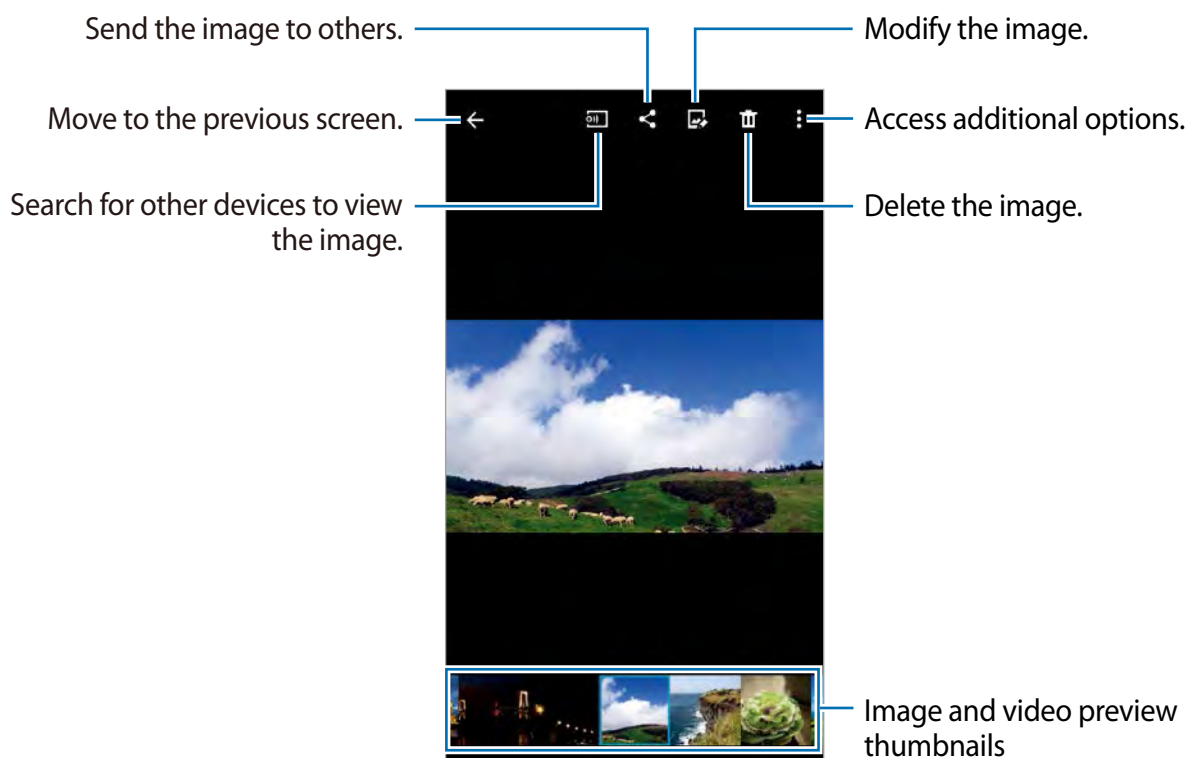 Send the image to others.
Modify the image.
Move to the previous screen.
Access additional options.
Search for other devices to view
the image.
Delete the image.
Image and video preview
thumbnails